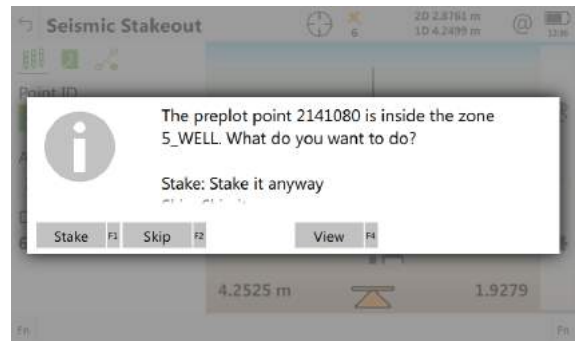 Seismic Stakeout
6
2D 2.8761 m
1D 4.2499 m
@
Point ID
The preplot point 2141080 is inside the zone
5_WELL. What do you want to do?
Stake: Stake it anyway
Stake F1 Skip F2 View F4
4.2525 m
1.9279
Fn
Fn